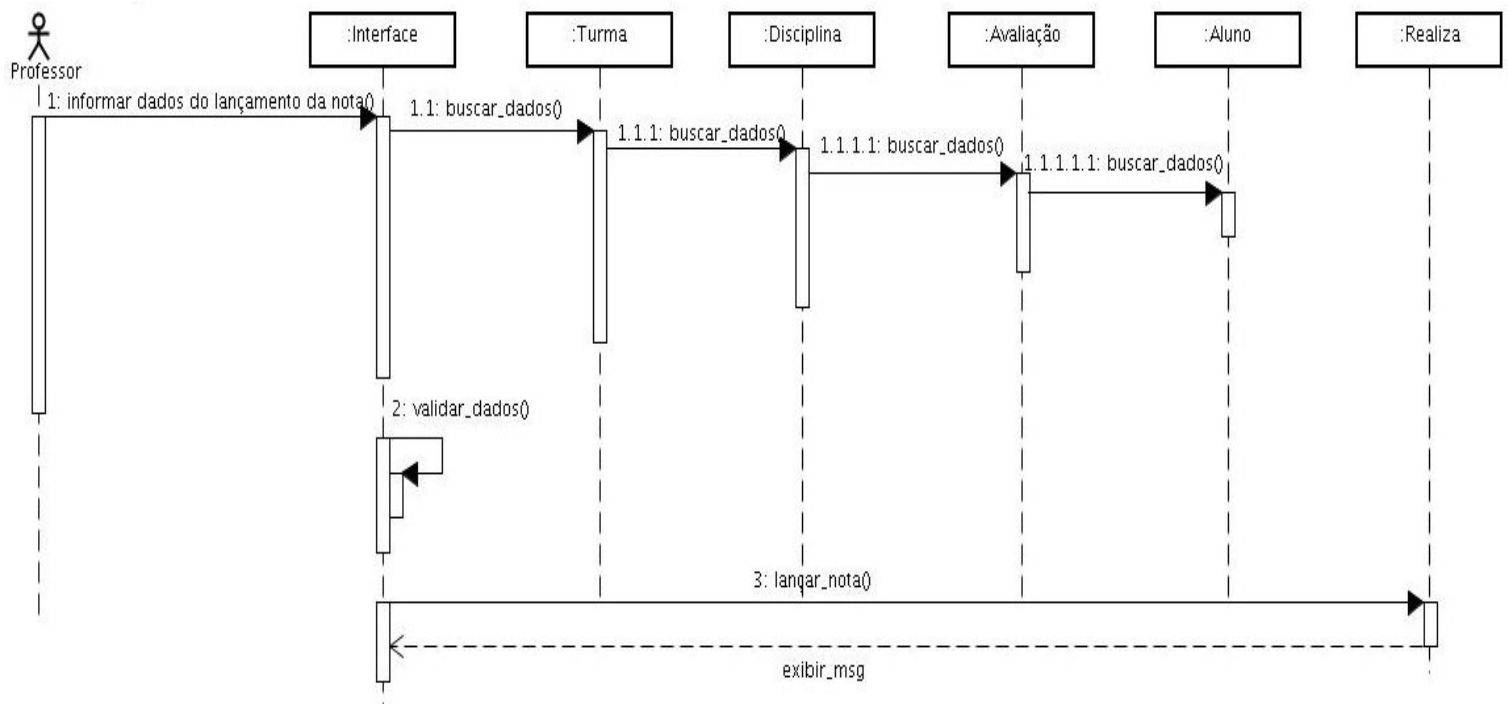 :Interface
:Turma
:Disciplina
:Avaliação
:Aluno
:Realiza
Professor
1: informar dados do lançamento da nota()
1.1: buscar_dados()
1.1.1: buscar_dados()
1.1.1.1: buscar_dados()
1.1.1.1.1: buscar_dados()
2: validar_dados()
3: lançar_nota()
exibir_msg